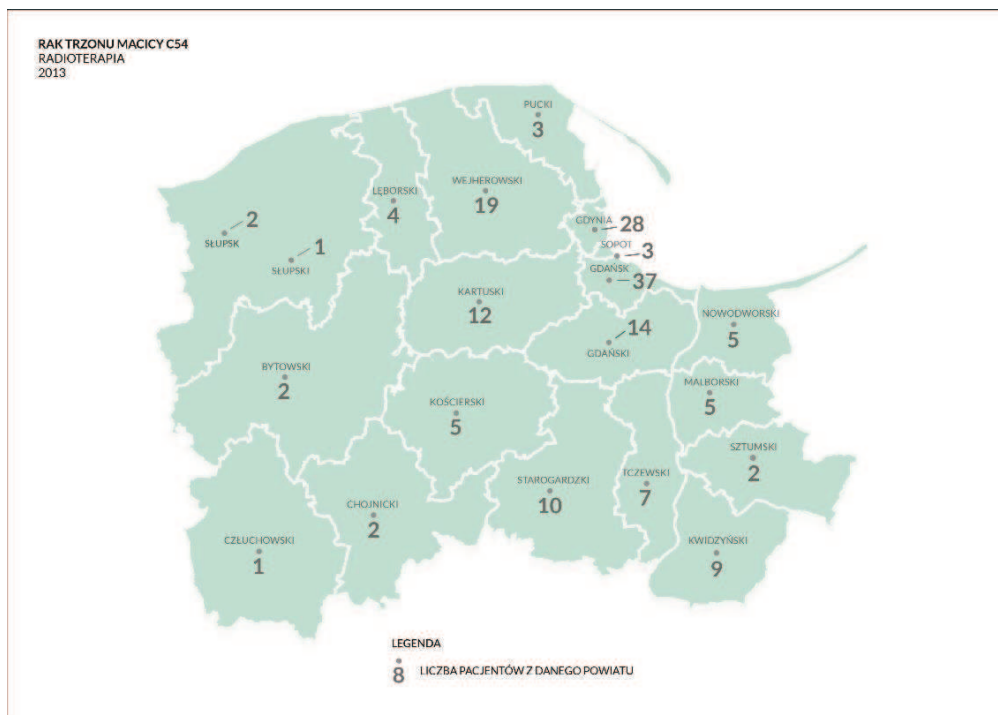 RAK TRZONU MACICY C54
RADIOTERAPIA
2013
PUCKI
3
WEJHEROWSKI
19
LĘBORSKI
4
GDYNIA
28
SOPOT
3
GDAŃSK
37
2
SŁUPSK
1
SŁUPSKI
KARTUSKI
12
14
GDAŃSKI
NOWODWORSKI
5
BYTOWSKI
2
KOŚCIERSKI
5
MALBORSKI
5
SZTUMSKI
2
STAROGARDZKI
10
TCZEWSKI
7
CHOJNICKI
2
CZŁUCHOWSKI
1
KWIDZYŃSKI
9
LEGENDA
8 LICZBA PACJENTÓW Z DANEGO POWIATU